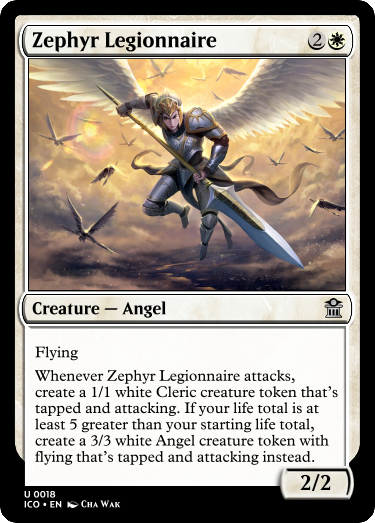 Zephyr Legionnaire 2
Creature — Angel
Flying
Whenever Zephyr Legionnaire attacks,
create a 1/1 white Cleric creature token that's
tapped and attacking. If your life total is at
least 5 greater than your starting life total,
create a 3/3 white Angel creature token with
flying that's tapped and attacking instead.
2/2
U 0018
ICO • EN Cha Wak